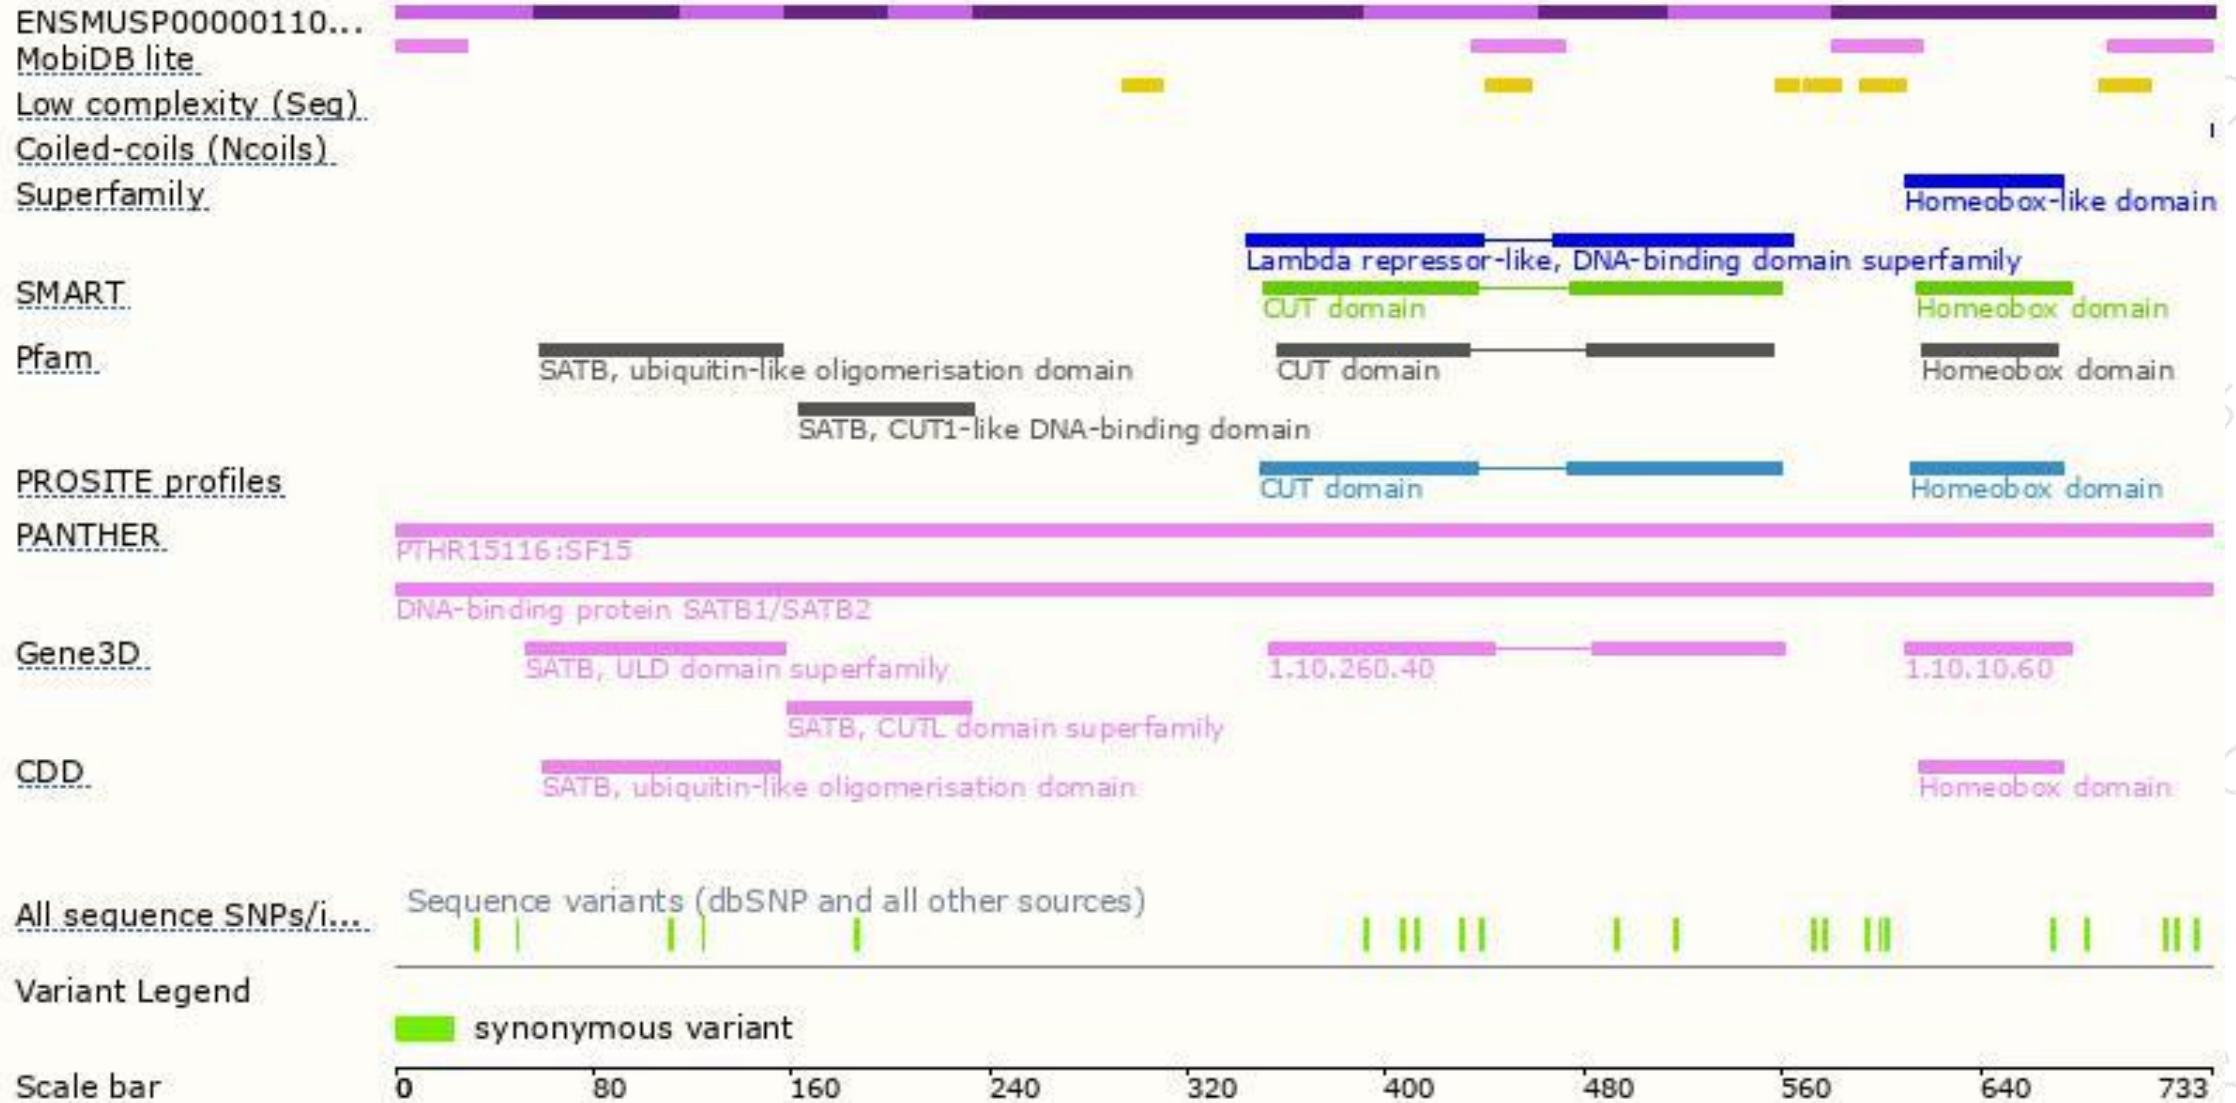 ENSMUSP00000110...
MobiDB lite
Low complexity (Seg)
Coiled-coils (Ncoils)
Superfamily
Homeobox-like domain
Lambda repressor-like, DNA-binding domain superfamily
SMART
CUT domain Homeobox domain
Pfam
SATB, ubiquitin-like oligomerisation domain CUT domain Homeobox domain
SATB, CUT1-like DNA-binding domain
PROSITE profiles
CUT domain Homeobox domain
PANTHER
PTHR15116:SF15
DNA-binding protein SATB1/SATB2
Gene3D
SATB, ULD domain superfamily 1.10.260.40 1.10.10.60
SATB, CUTL domain superfamily
CDD
SATB, ubiquitin-like oligomerisation domain Homeobox domain
Sequence variants (dbSNP and all other sources)
All sequence SNPs/i...
Variant Legend
synonymous variant
Scale bar 0 80 160 240 320 400 480 560 640 733